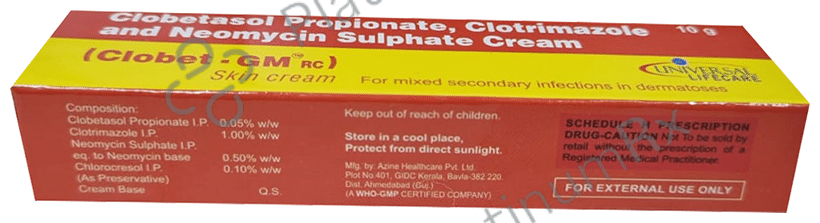 Clobetasol Propionate, Clotrimazole
and Neomycin Sulphate Cream
10 g
(Clobet - GM™ RC)
Skin cream
For mixed secondary infections in dermatoses
UNIVERSAL
LIFECARE
Composition:
Clobetasol Propionate I.P. 0.05% w/w
Clotrimazole I.P. 1.00% w/w
Neomycin Sulphate I.P.
eq. to Neomycin base 0.50% w/w
Chlorocresol I.P. 0.10% w/w
(As Preservative)
Cream Base Q.S.
Keep out of reach of children.
Store in a cool place,
Protect from direct sunlight.
Mfg. by: Azine Healthcare Pvt. Ltd.
Plot No.401, GIDC Kerala, Bavla-382 220.
Dist. Ahmedabad (Guj.)
(A WHO-GMP CERTIFIED COMPANY)
SCHEDULE H PRESCRIPTION
DRUG-CAUTION Not To be sold by
retail without the prescription of a
Registered Medical Practitioner.
FOR EXTERNAL USE ONLY